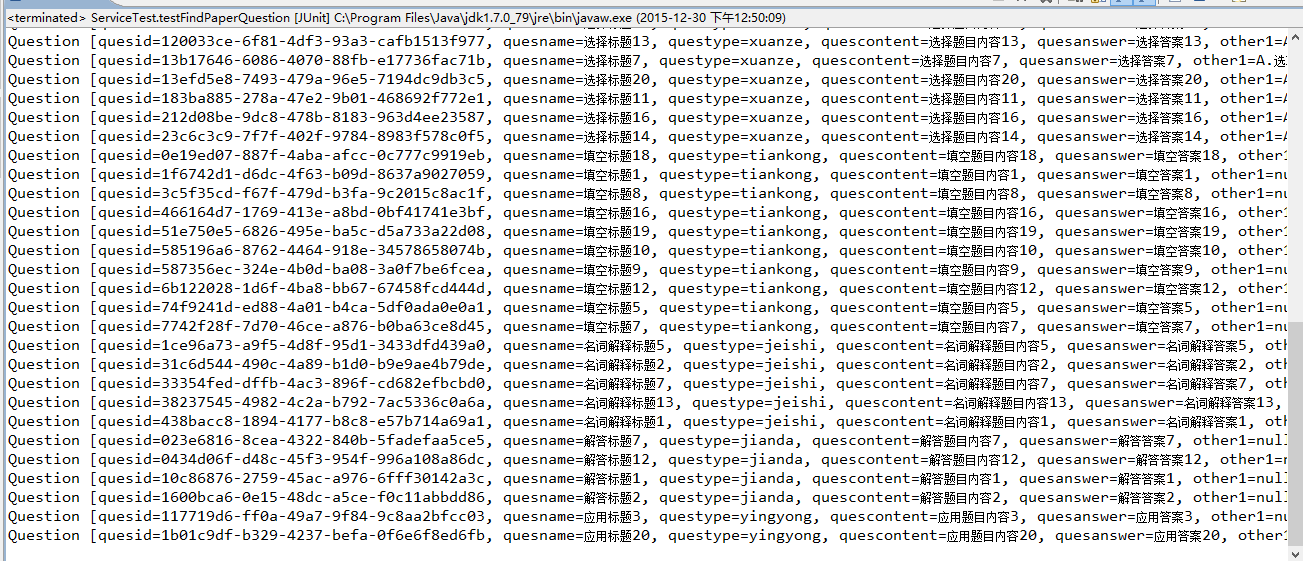 <terminated> ServiceTest.testFindPaperQuestion [JUnit] C:\Program Files\Java\jdk1.7.0_79\jre\bin\javaw.exe (2015-12-30 下午12:50:09)
Question [quesid=120033ce-6f81-4df3-93a3-cafb1513f977, quesname=选择标题13, questype=xuanze, quescontent=选择题目内容13, quesanswer=选择答案13, other1=A
Question [quesid=13b17646-6086-4070-88fb-e17736fac71b, quesname=选择标题7, questype=xuanze, quescontent=选择题目内容7, quesanswer=选择答案7, other1=A.选
Question [quesid=13efd5e8-7493-479a-96e5-7194dc9db3c5, quesname=选择标题20, questype=xuanze, quescontent=选择题目内容20, quesanswer=选择答案20, other1=A
Question [quesid=183ba885-278a-47e2-9b01-468692f772e1, quesname=选择标题11, questype=xuanze, quescontent=选择题目内容11, quesanswer=选择答案11, other1=A
Question [quesid=212d08be-9dc8-478b-8183-963d4ee23587, quesname=选择标题16, questype=xuanze, quescontent=选择题目内容16, quesanswer=选择答案16, other1=A
Question [quesid=23c6c3c9-7f7f-402f-9784-8983f578c0f5, quesname=选择标题14, questype=xuanze, quescontent=选择题目内容14, quesanswer=选择答案14, other1=A
Question [quesid=0e19ed07-887f-4aba-afcc-0c777c9919eb, quesname=填空标题18, questype=tiankong, quescontent=填空题目内容18, quesanswer=填空答案18, other1
Question [quesid=1f6742d1-d6dc-4f63-b09d-8637a9027059, quesname=填空标题1, questype=tiankong, quescontent=填空题目内容1, quesanswer=填空答案1, other1=
Question [quesid=3c5f35cd-f67f-479d-b3fa-9c2015c8ac1f, quesname=填空标题8, questype=tiankong, quescontent=填空题目内容8, quesanswer=填空答案8, other1=
Question [quesid=466164d7-1769-413e-a8bd-0bf41741e3bf, quesname=填空标题16, questype=tiankong, quescontent=填空题目内容16, quesanswer=填空答案16, other1
Question [quesid=51e750e5-6826-495e-ba5c-d5a733a22d08, quesname=填空标题19, questype=tiankong, quescontent=填空题目内容19, quesanswer=填空答案19, other1
Question [quesid=585196a6-8762-4464-918e-34578658074b, quesname=填空标题10, questype=tiankong, quescontent=填空题目内容10, quesanswer=填空答案10, other1
Question [quesid=587356ec-324e-4b0d-ba08-3a0f7be6fcea, quesname=填空标题9, questype=tiankong, quescontent=填空题目内容9, quesanswer=填空答案9, other1=
Question [quesid=6b122028-1d6f-4ba8-bb67-67458fcd444d, quesname=填空标题12, questype=tiankong, quescontent=填空题目内容12, quesanswer=填空答案12, other1
Question [quesid=74f9241d-ed88-4a01-b4ca-5df0ada0e0a1, quesname=填空标题5, questype=tiankong, quescontent=填空题目内容5, quesanswer=填空答案5, other1=
Question [quesid=7742f28f-7d70-46ce-a876-b0ba63ce8d45, quesname=填空标题7, questype=tiankong, quescontent=填空题目内容7, quesanswer=填空答案7, other1=
Question [quesid=1ce96a73-a9f5-4d8f-95d1-3433dfd439a0, quesname=名词解释标题5, questype=jeishi, quescontent=名词解释题目内容5, quesanswer=名词解释答案5, oth
Question [quesid=31c6d544-490c-4a89-b1d0-b9e9ae4b79de, quesname=名词解释标题2, questype=jeishi, quescontent=名词解释题目内容2, quesanswer=名词解释答案2, oth
Question [quesid=33354fed-dffb-4ac3-896f-cd682efbcbd0, quesname=名词解释标题7, questype=jeishi, quescontent=名词解释题目内容7, quesanswer=名词解释答案7, oth
Question [quesid=38237545-4982-4c2a-b792-7ac5336c0a6a, quesname=名词解释标题13, questype=jeishi, quescontent=名词解释题目内容13, quesanswer=名词解释答案13,
Question [quesid=438bacc8-1894-4177-b8c8-e57b714a69a1, quesname=名词解释标题1, questype=jeishi, quescontent=名词解释题目内容1, quesanswer=名词解释答案1, oth
Question [quesid=023e6816-8cea-4322-840b-5fadefaa5ce5, quesname=解答标题7, questype=jianda, quescontent=解答题目内容7, quesanswer=解答答案7, other1=null
Question [quesid=0434d06f-d48c-45f3-954f-996a108a86dc, quesname=解答标题12, questype=jianda, quescontent=解答题目内容12, quesanswer=解答答案12, other1=n
Question [quesid=10c86876-2759-45ac-a976-6fff30142a3c, quesname=解答标题1, questype=jianda, quescontent=解答题目内容1, quesanswer=解答答案1, other1=null
Question [quesid=1600bca6-0e15-48dc-a5ce-f0c11abbdd86, quesname=解答标题2, questype=jianda, quescontent=解答题目内容2, quesanswer=解答答案2, other1=null
Question [quesid=117719d6-ff0a-49a7-9f84-9c8aa2bfcc03, quesname=应用标题3, questype=yingyong, quescontent=应用题目内容3, quesanswer=应用答案3, other1=nu
Question [quesid=1b01c9df-b329-4237-befa-0f6e6f8ed6fb, quesname=应用标题20, questype=yingyong, quescontent=应用题目内容20, quesanswer=应用答案20, other1